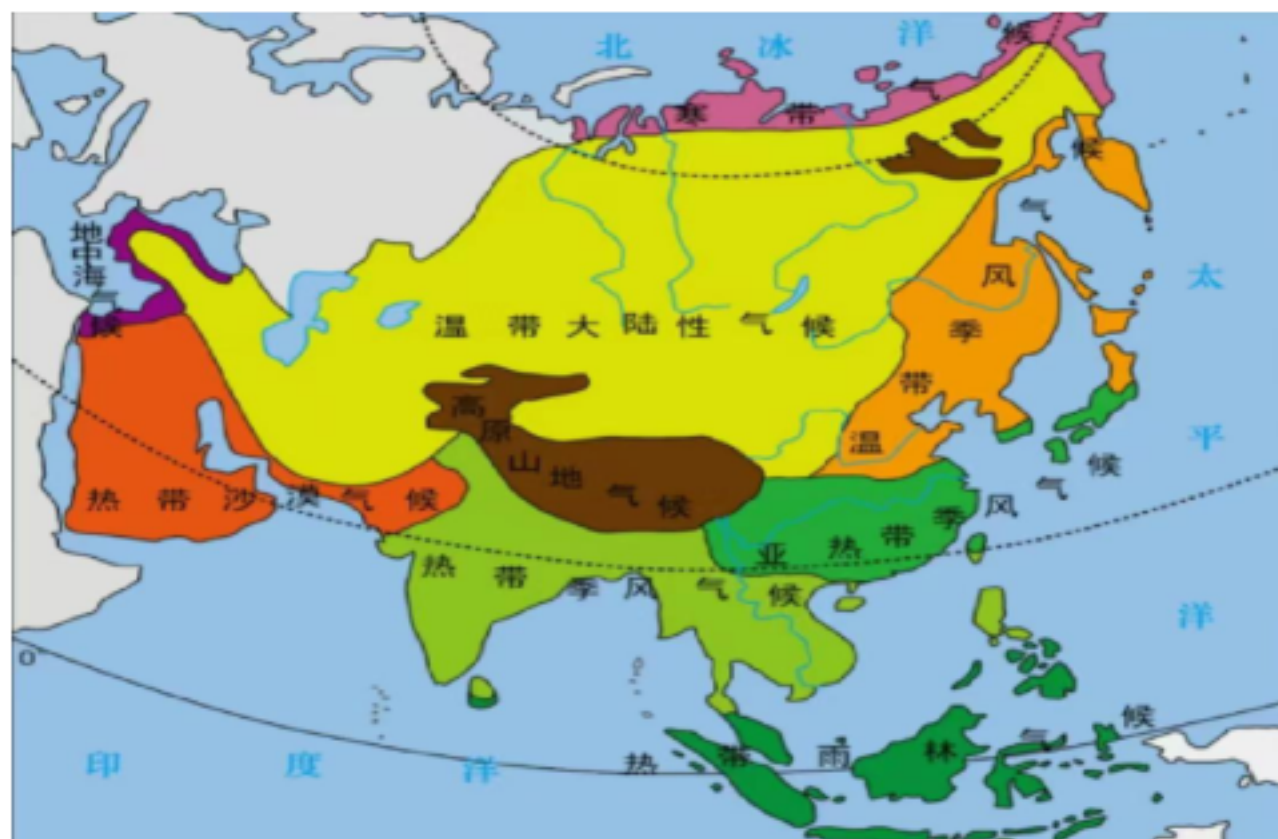 北冰洋
寒带气候
地中海气候
温带大陆性气候
温带季风气候
太平洋
高原山地气候
热带沙漠气候
亚热带季风气候
热带季风气候
0°
热带雨林气候
印度洋